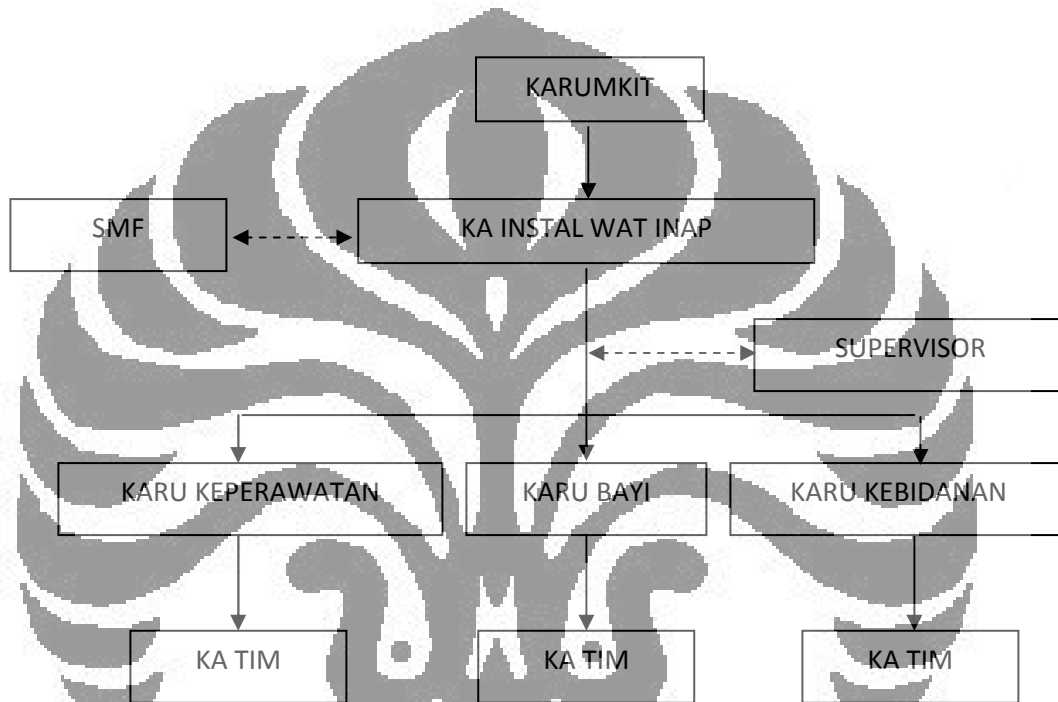 KARUMKIT
SMF
KA INSTAL WAT INAP
SUPERVISOR
KARU KEPERAWATAN
KARU BAYI
KARU KEBIDANAN
KA TIM
KA TIM
KA TIM